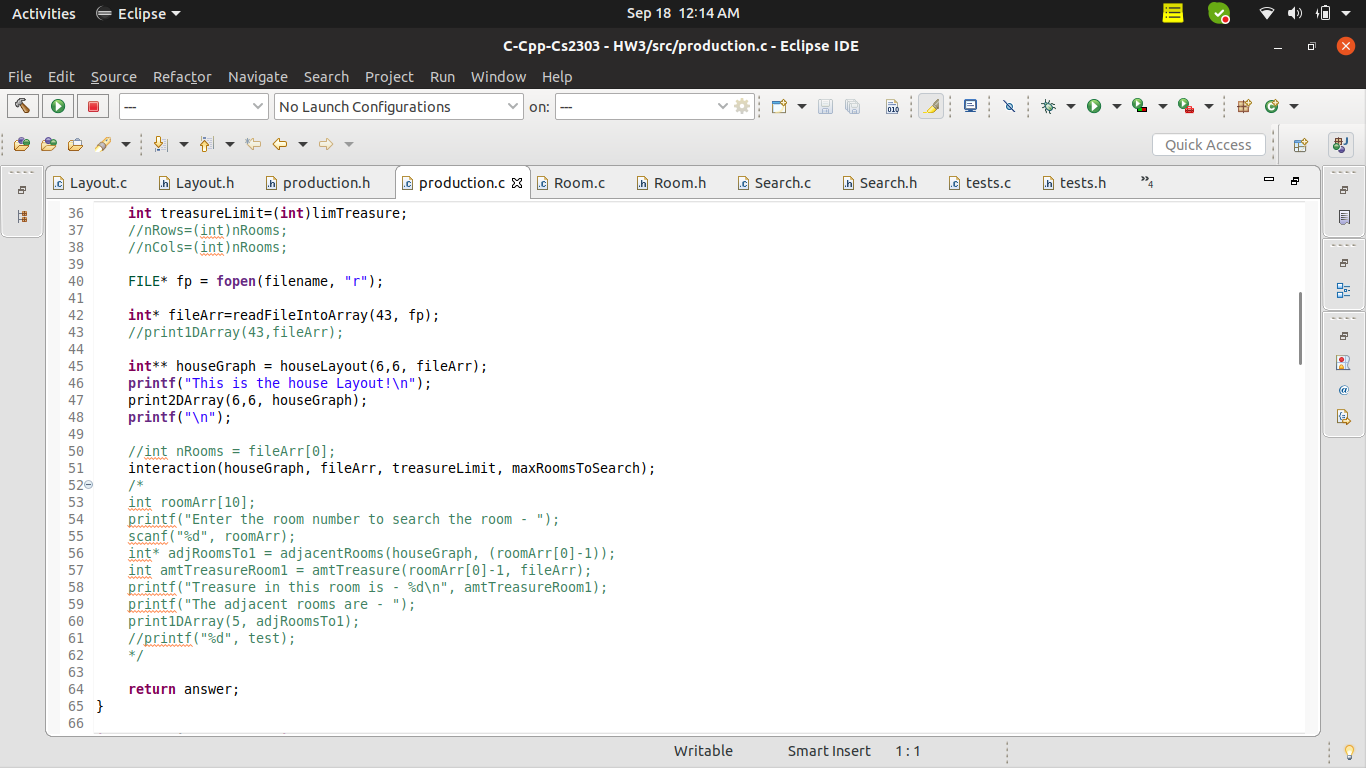 Activities Eclipse Sep 18 12:14 AM
C-Cpp-Cs2303 - HW3/src/production.c - Eclipse IDE
File Edit Source Refactor Navigate Search Project Run Window Help
--- No Launch Configurations on: ---
010
Quick Access
Layout.c Layout.h production.h production.c Room.c Room.h Search.c Search.h tests.c tests.h »4
36 int treasureLimit=(int)limTreasure;
37 //nRows=(int)nRooms;
38 //nCols=(int)nRooms;
39
40 FILE* fp = fopen(filename, "r");
41
42 int* fileArr=readFileIntoArray(43, fp);
43 //print1DArray(43,fileArr);
44
45 int** houseGraph = houseLayout(6,6, fileArr);
46 printf("This is the house Layout!\n");
47 print2DArray(6,6, houseGraph);
48 printf("\n");
49
50 //int nRooms = fileArr[0];
51 interaction(houseGraph, fileArr, treasureLimit, maxRoomsToSearch);
52 /*
53 int roomArr[10];
54 printf("Enter the room number to search the room - ");
55 scanf("%d", roomArr);
56 int* adjRoomsTo1 = adjacentRooms(houseGraph, (roomArr[0]-1));
57 int amtTreasureRoom1 = amtTreasure(roomArr[0]-1, fileArr);
58 printf("Treasure in this room is - %d\n", amtTreasureRoom1);
59 printf("The adjacent rooms are - ");
60 print1DArray(5, adjRoomsTo1);
61 //printf("%d", test);
62 */
63
64 return answer;
65 }
66
Writable Smart Insert 1 : 1